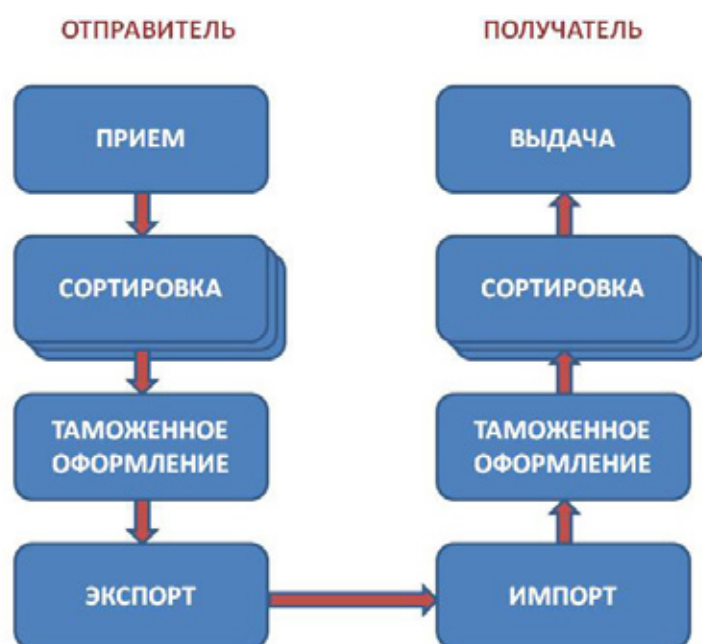 ОТПРАВИТЕЛЬ
ПРИЕМ
СОРТИРОВКА
ТАМОЖЕННОЕ
ОФОРМЛЕНИЕ
ЭКСПОРТ
ПОЛУЧАТЕЛЬ
ВЫДАЧА
СОРТИРОВКА
ТАМОЖЕННОЕ
ОФОРМЛЕНИЕ
ИМПОРТ